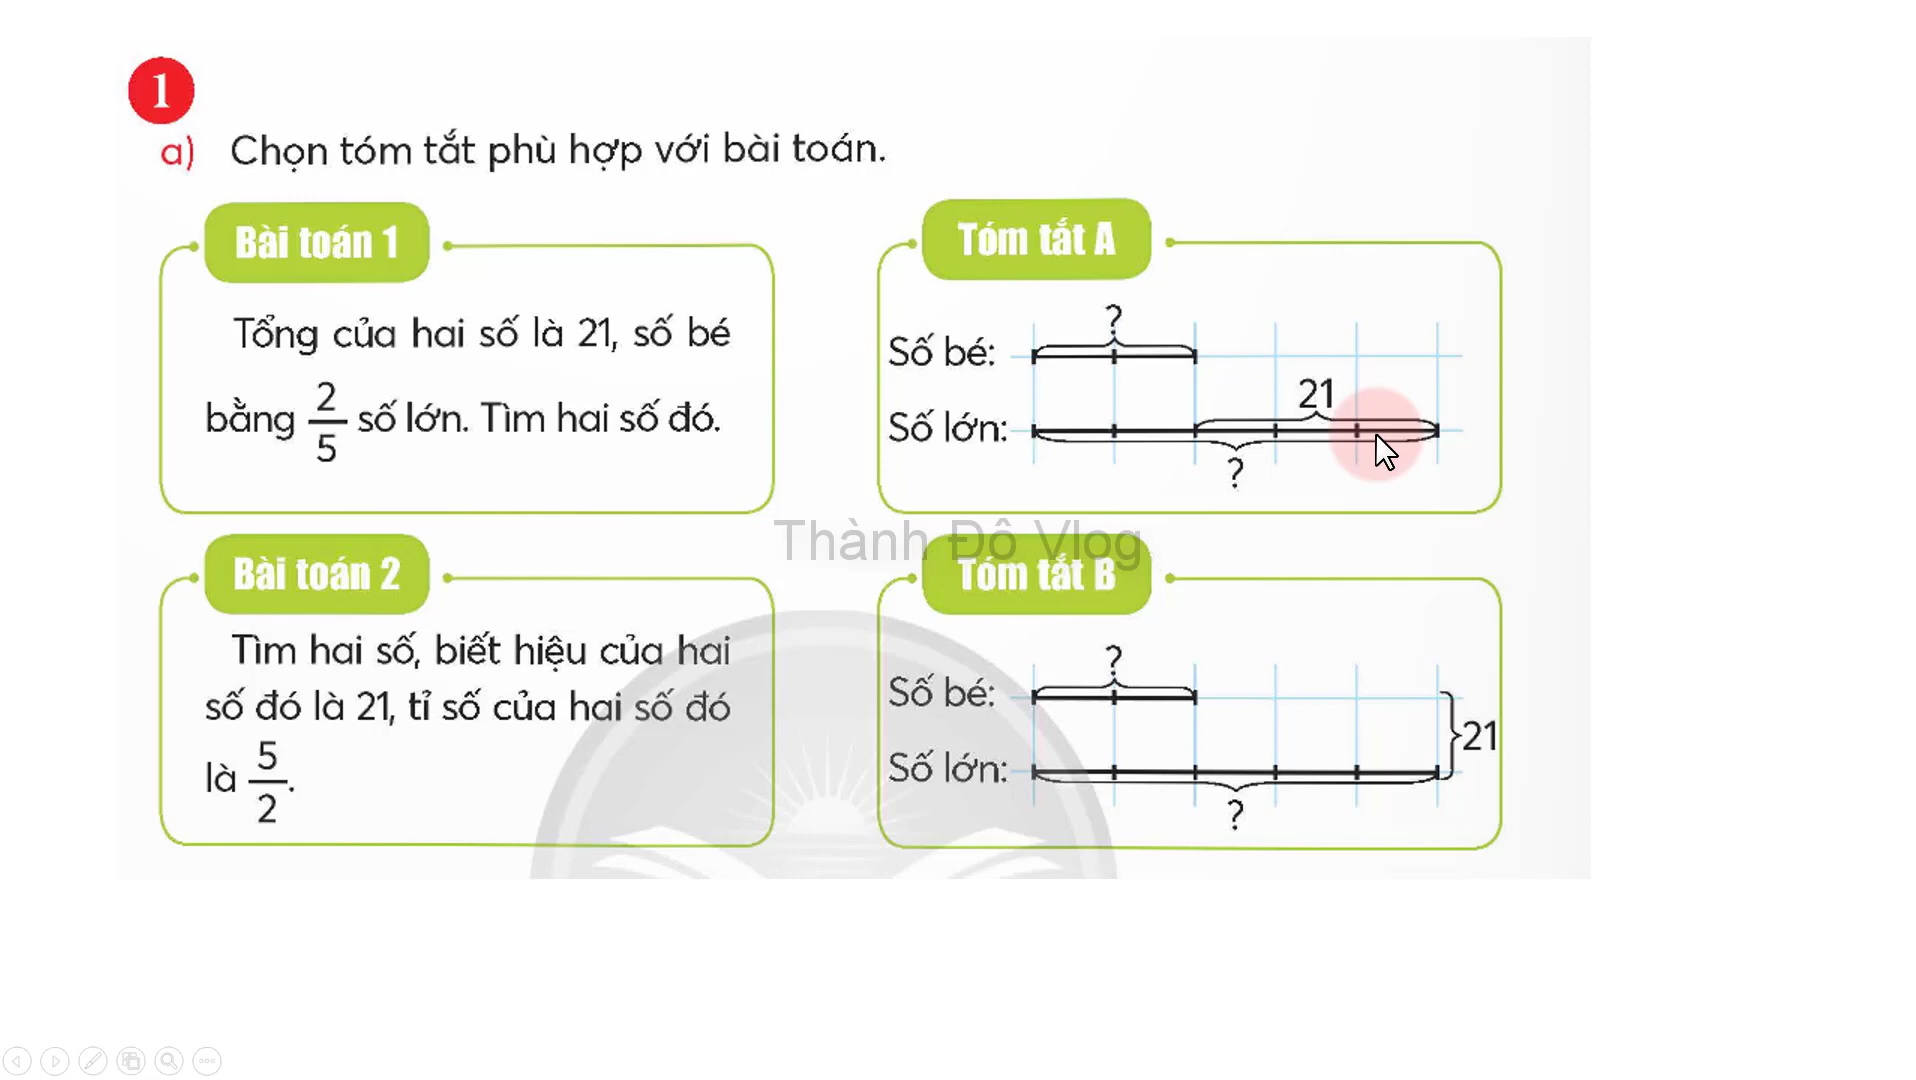 1
a) Chọn tóm tắt phù hợp với bài toán.
Bài toán 1
Tổng của hai số là 21, số bé
bằng 2/5 số lớn. Tìm hai số đó.
Tóm tắt A
?
Số bé:
21
Số lớn:
?
Thành Đô Vlog
Bài toán 2
Tìm hai số, biết hiệu của hai
số đó là 21, tỉ số của hai số đó
là 5/2.
Tóm tắt B
?
Số bé:
21
Số lớn:
?